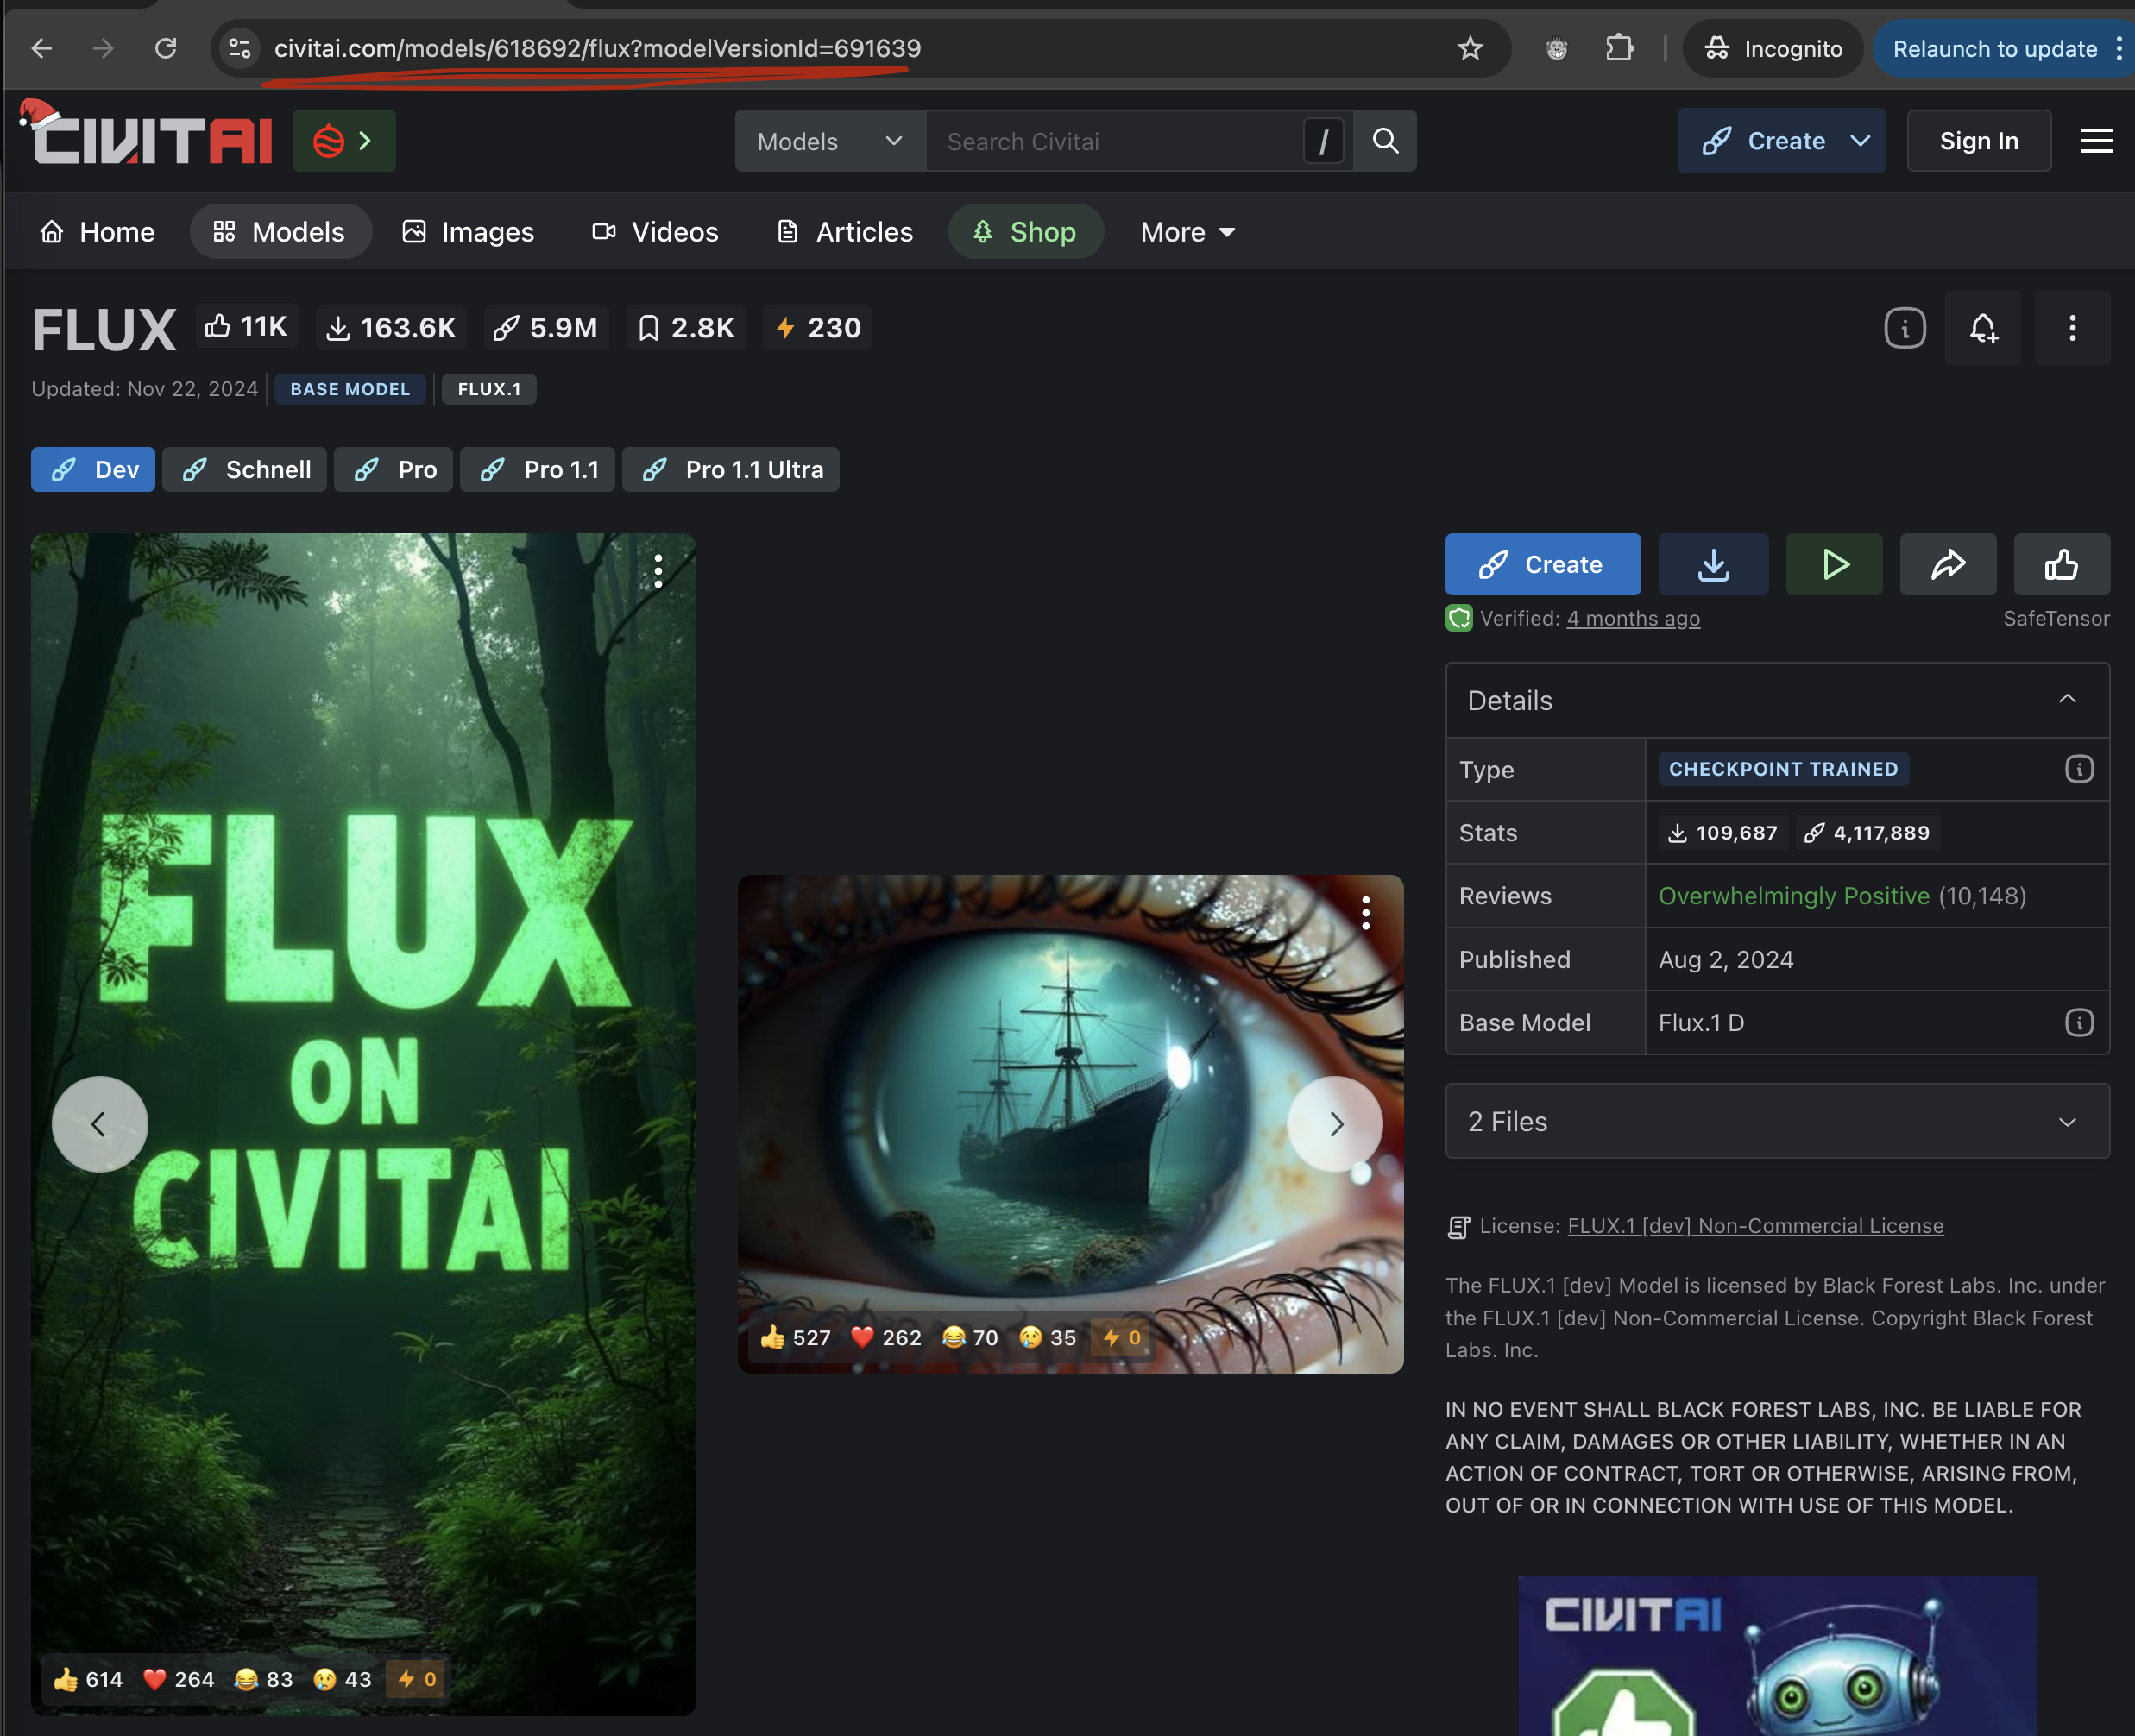 civitai.com/models/618692/flux?modelVersionId=691639
Incognito
Relaunch to update
CIVITAI
Models
Search Civitai
/
Create
Sign In
Home
Models
Images
Videos
Articles
Shop
More
FLUX
11K
163.6K
5.9M
2.8K
230
Updated: Nov 22, 2024
BASE MODEL
FLUX.1
Dev
Schnell
Pro
Pro 1.1
Pro 1.1 Ultra
FLUX
ON
CIVITAI
614
264
83
43
0
527
262
70
35
0
Create
Verified: 4 months ago
SafeTensor
Details
Type
CHECKPOINT TRAINED
Stats
109,687
4,117,889
Reviews
Overwhelmingly Positive (10,148)
Published
Aug 2, 2024
Base Model
Flux.1 D
2 Files
License: FLUX.1 [dev] Non-Commercial License
The FLUX.1 [dev] Model is licensed by Black Forest Labs. Inc. under
the FLUX.1 [dev] Non-Commercial License. Copyright Black Forest
Labs. Inc.
IN NO EVENT SHALL BLACK FOREST LABS, INC. BE LIABLE FOR
ANY CLAIM, DAMAGES OR OTHER LIABILITY, WHETHER IN AN
ACTION OF CONTRACT, TORT OR OTHERWISE, ARISING FROM,
OUT OF OR IN CONNECTION WITH USE OF THIS MODEL.
CIVITAI